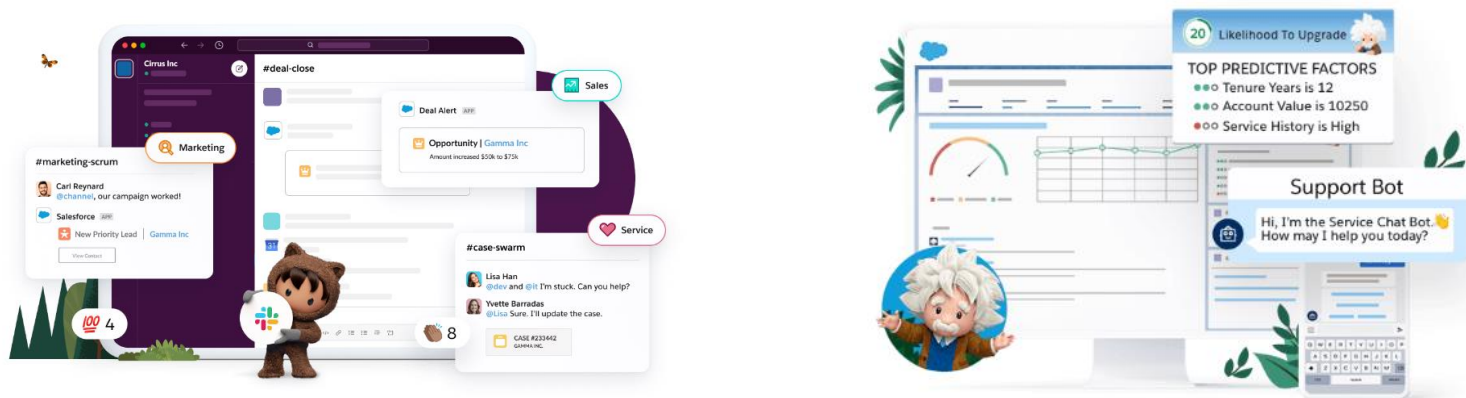 Cirrus Inc
#deal-close
Sales
Deal Alert APP
Opportunity | Gamma Inc
Amount increased $50k to $75k
Marketing
#marketing-scrum
Carl Reynard
@channel, our campaign worked!
Salesforce APP
New Priority Lead | Gamma Inc
View Contact
Service
#case-swarm
Lisa Han
@dev and @it I'm stuck. Can you help?
Yvette Barradas
@Lisa Sure. I'll update the case.
CASE #233442
GAMMA INC.
31
100 4
8
20 Likelihood To Upgrade
TOP PREDICTIVE FACTORS
Tenure Years is 12
Account Value is 10250
Service History is High
Support Bot
Hi, I'm the Service Chat Bot.
How may I help you today?
Q W E R T Y U I O P
A S D F G H J K L
Z X C V B N M